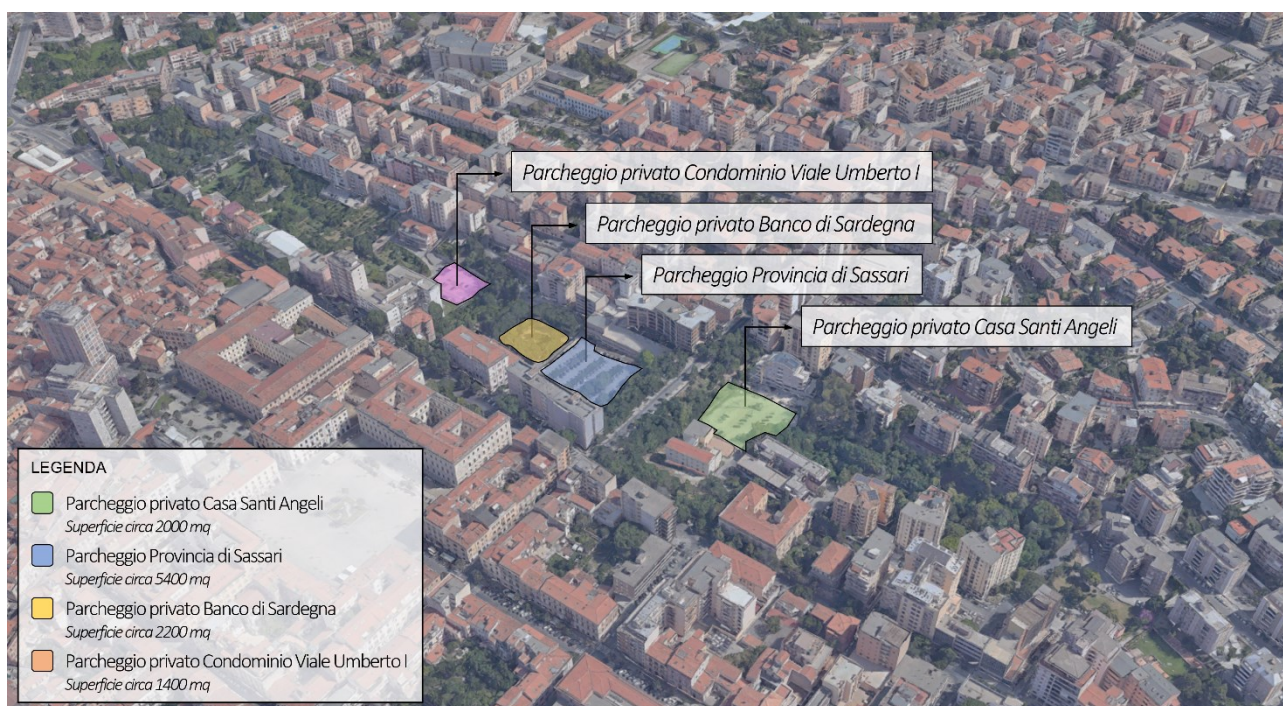 Parcheggio privato Condominio Viale Umberto I
Parcheggio privato Banco di Sardegna
Parcheggio Provincia di Sassari
Parcheggio privato Casa Santi Angeli
LEGENDA
Parcheggio privato Casa Santi Angeli
Superficie circa 2000 mq
Parcheggio Provincia di Sassari
Superficie circa 5400 mq
Parcheggio privato Banco di Sardegna
Superficie circa 2200 mq
Parcheggio privato Condominio Viale Umberto I
Superficie circa 1400 mq